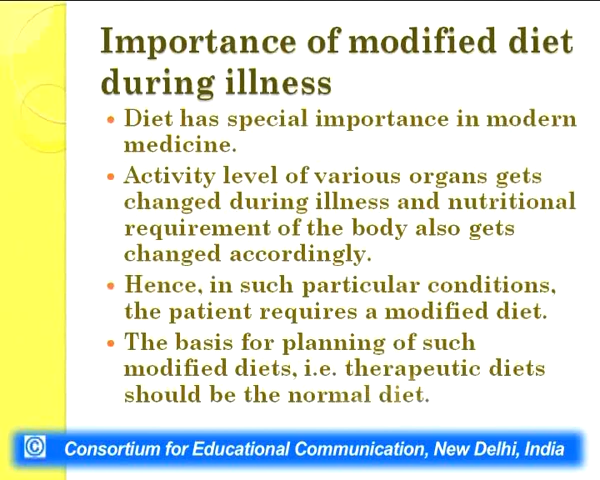 Importance of modified diet
during illness
• Diet has special importance in modern
medicine.
• Activity level of various organs gets
changed during illness and nutritional
requirement of the body also gets
changed accordingly.
• Hence, in such particular conditions,
the patient requires a modified diet.
• The basis for planning of such
modified diets, i.e. therapeutic diets
should be the normal diet.
© Consortium for Educational Communication, New Delhi, India